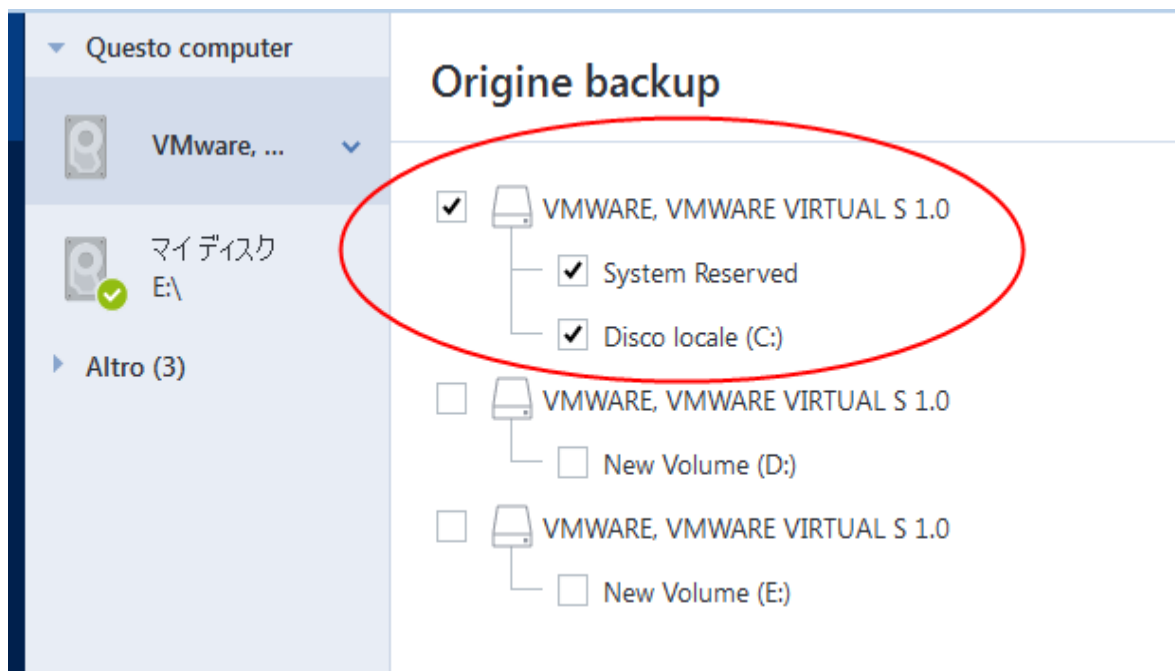 Questo computer
VMware, ...
マイ ディスク
E:\
Altro (3)
Origine backup
VMWARE, VMWARE VIRTUAL S 1.0
System Reserved
Disco locale (C:)
VMWARE, VMWARE VIRTUAL S 1.0
New Volume (D:)
VMWARE, VMWARE VIRTUAL S 1.0
New Volume (E:)